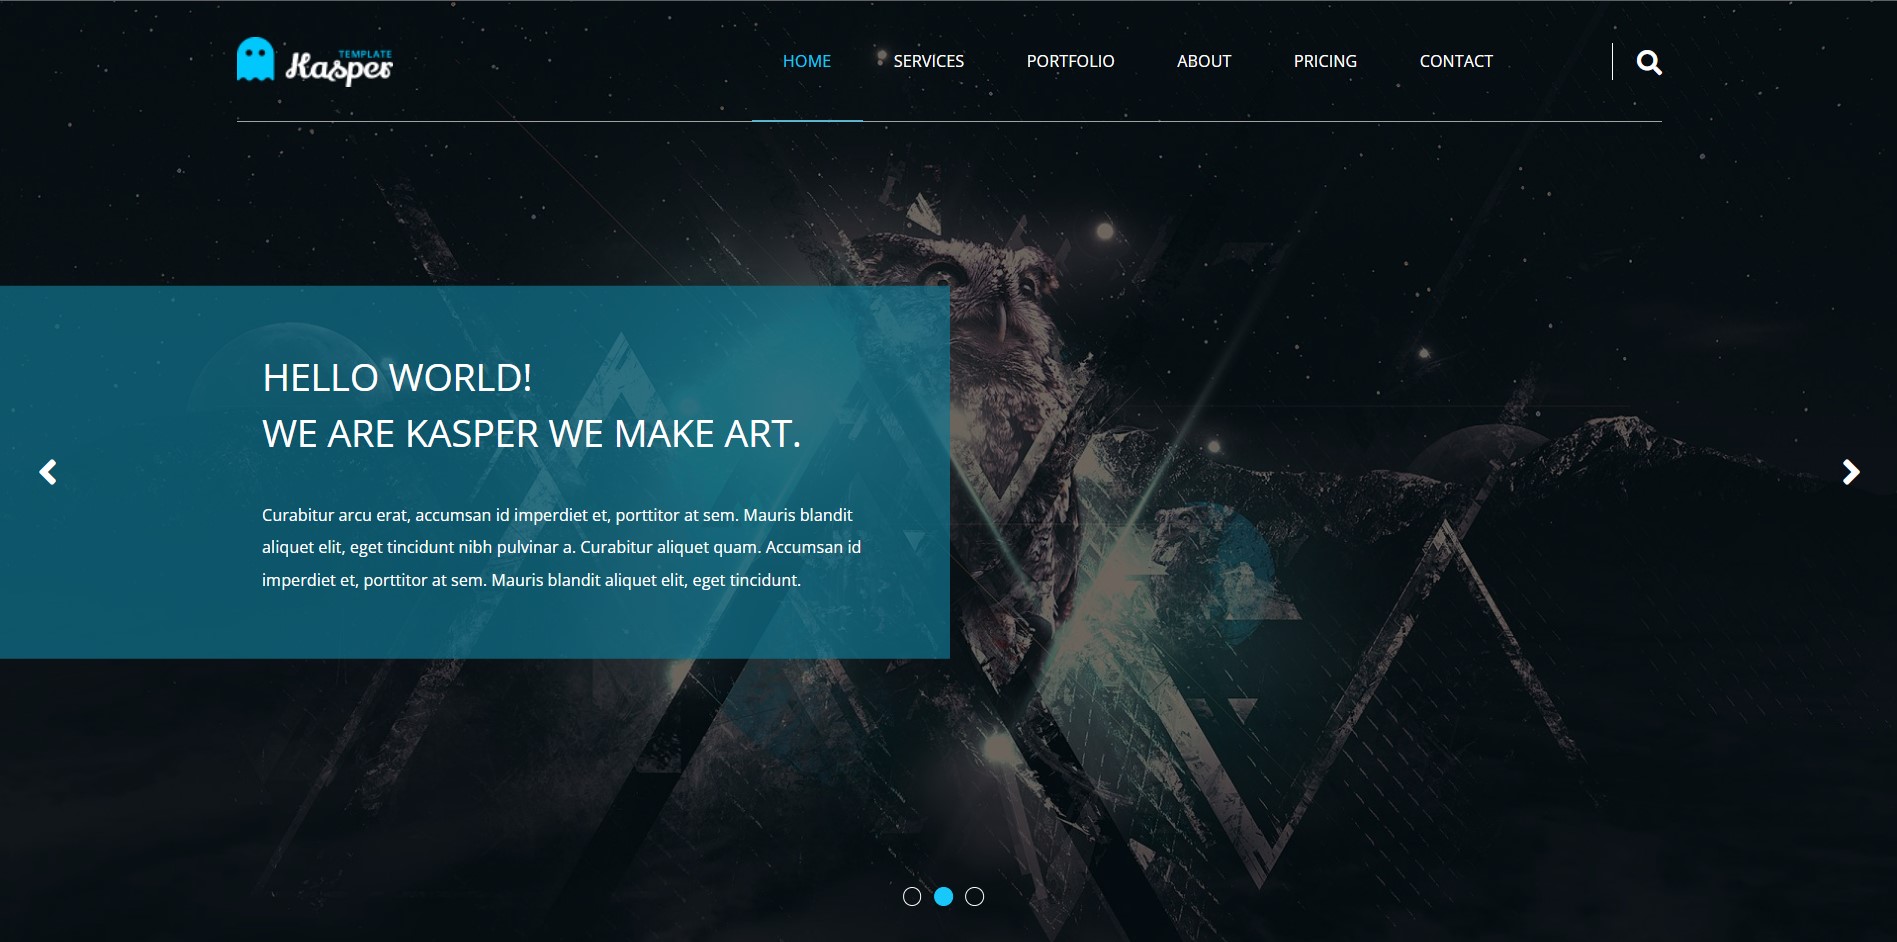 TEMPLATE
Kasper
HOME SERVICES PORTFOLIO ABOUT PRICING CONTACT
HELLO WORLD!
WE ARE KASPER WE MAKE ART.
Curabitur arcu erat, accumsan id imperdiet et, porttitor at sem. Mauris blandit
aliquet elit, eget tincidunt nibh pulvinar a. Curabitur aliquet quam. Accumsan id
imperdiet et, porttitor at sem. Mauris blandit aliquet elit, eget tincidunt.